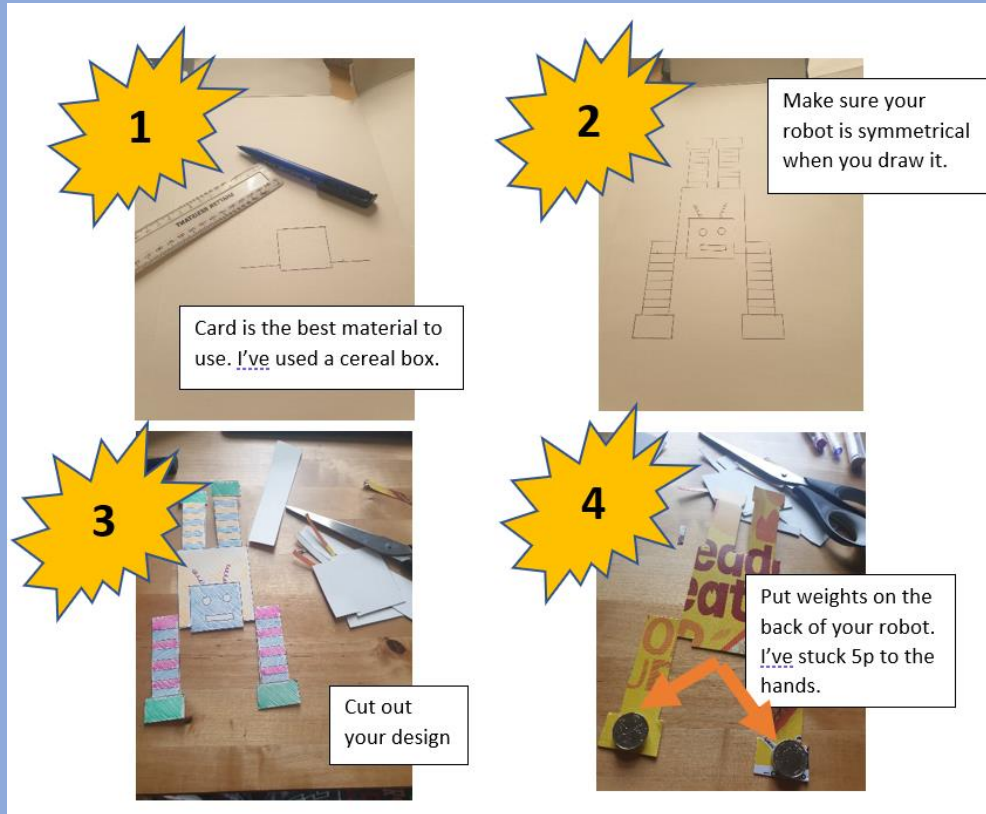 1
SHATTERLESS RESISTANT
Card is the best material to
use. I've used a cereal box.
2
Make sure your
robot is symmetrical
when you draw it.
3
Cut out
your design
4
Put weights on the
back of your robot.
I've stuck 5p to the
hands.